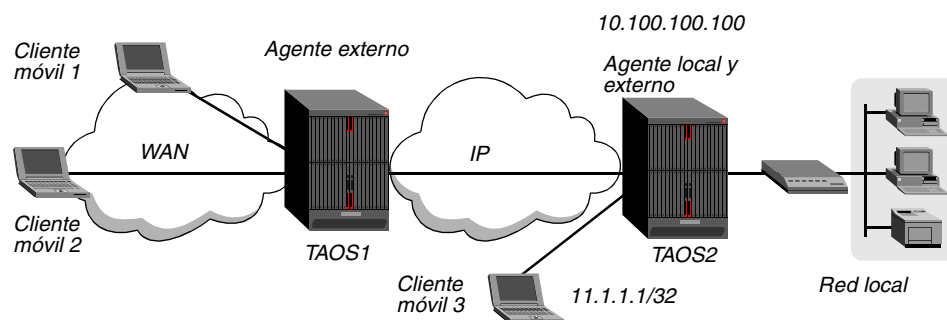 Cliente
móvil 1
Agente externo
10.100.100.100
Agente local y
externo
WAN
IP
Cliente
móvil 2
TAOS1
TAOS2
Cliente
móvil 3
11.1.1.1/32
Red local